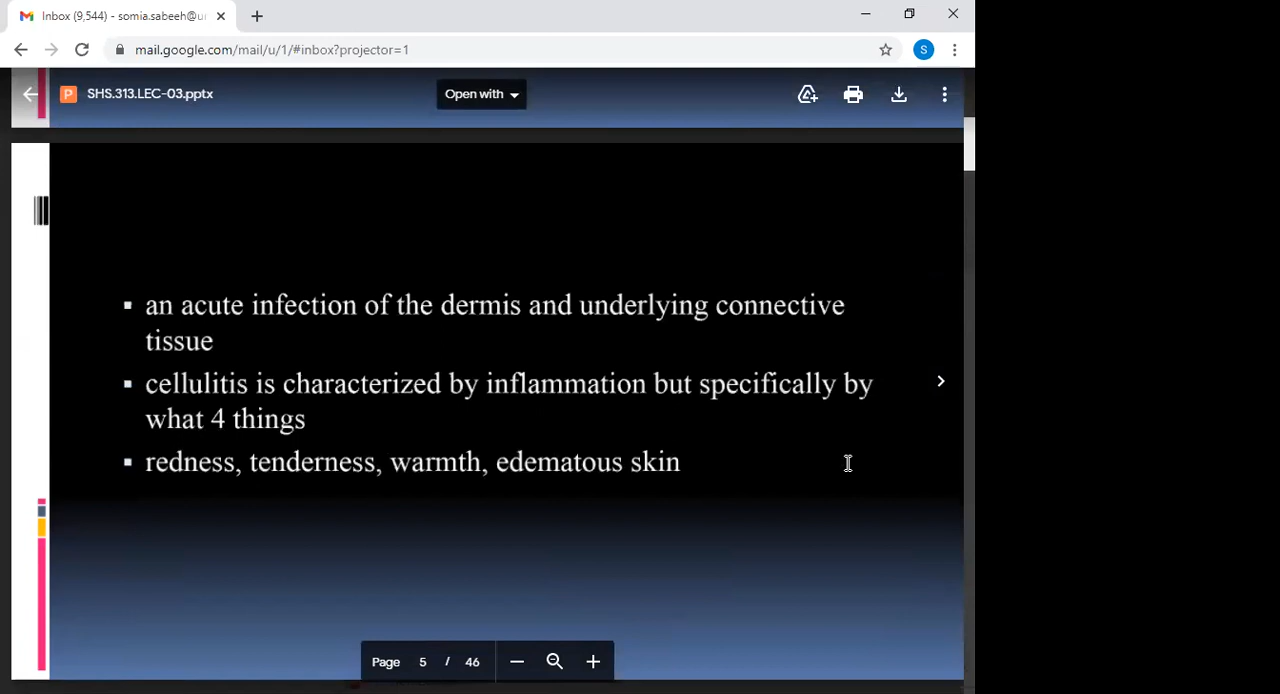 Inbox (9,544) - somia.sabeeh@u
mail.google.com/mail/u/1/#inbox?projector=1
S
P SHS.313.LEC-03.pptx
Open with
an acute infection of the dermis and underlying connective
tissue
cellulitis is characterized by inflammation but specifically by
what 4 things
redness, tenderness, warmth, edematous skin
Page 5 / 46